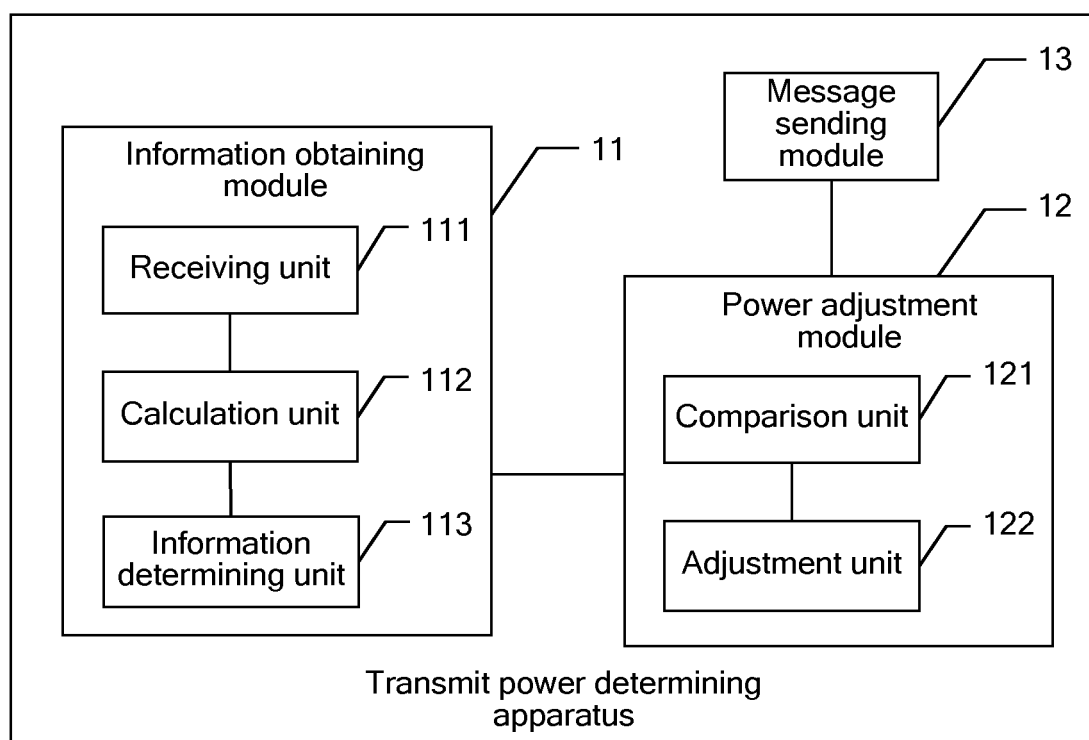 13
Message
sending
module
Information obtaining
module
11
111
Receiving unit
12
Power adjustment
module
112
Calculation unit
121
Comparison unit
113
Information
determining unit
122
Adjustment unit
Transmit power determining
apparatus